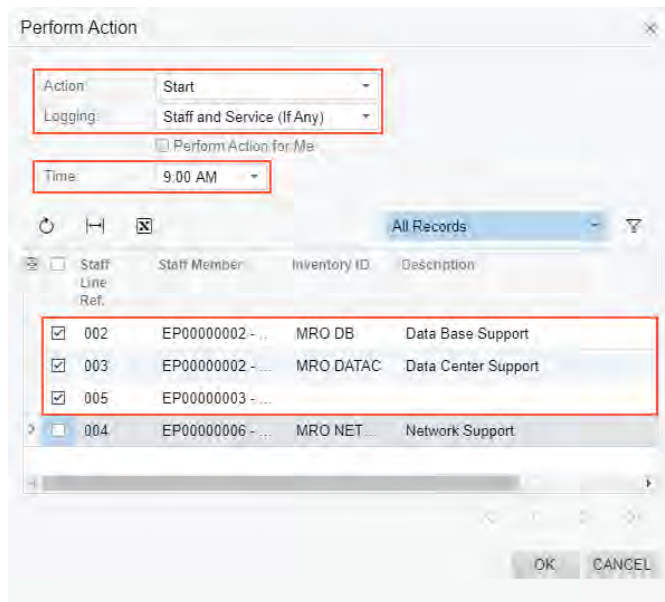 Perform Action
Action: Start
Logging: Staff and Service (If Any)
Perform Action for Me
Time: 9:00 AM
All Records
Staff Line Ref. Staff Member Inventory ID Description
002 EP00000002 - ... MRO DB Data Base Support
003 EP00000002 - ... MRO DATAC Data Center Support
005 EP00000003 - ...
004 EP00000006 - ... MRO NET... Network Support
OK CANCEL